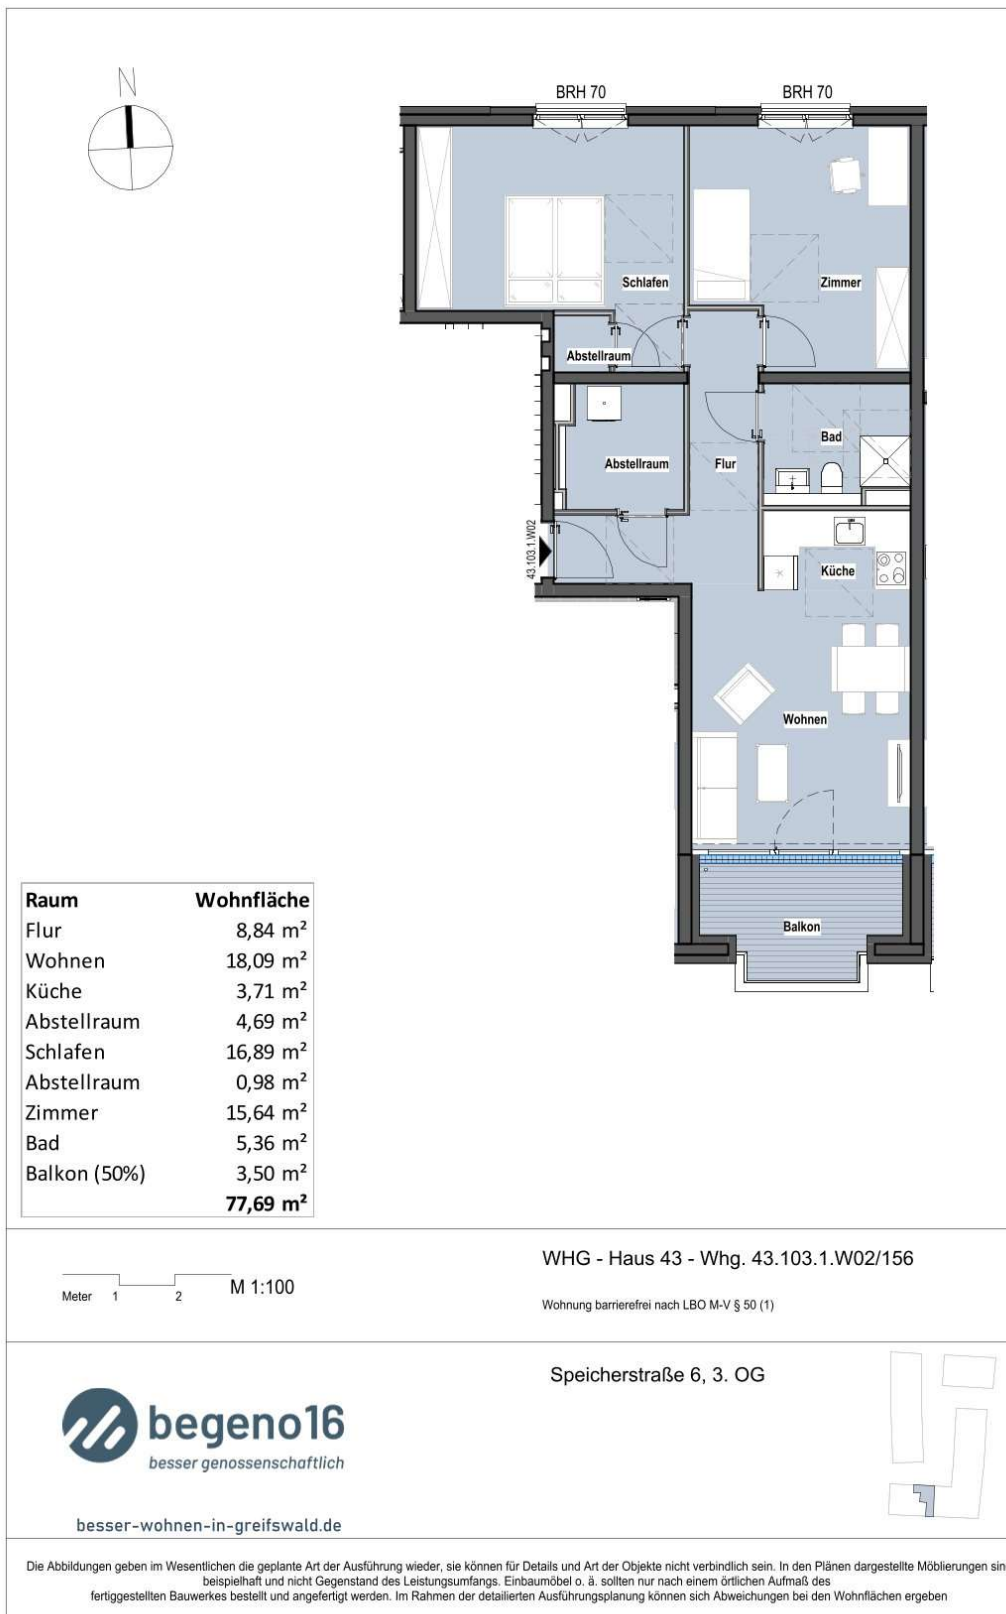 N
BRH 70 BRH 70
Schlafen
Zimmer
Abstellraum
Bad
Abstellraum
Flur
43.103.1.W02
Küche
Wohnen
Balkon
Raum Wohnfläche
Flur 8,84 m²
Wohnen 18,09 m²
Küche 3,71 m²
Abstellraum 4,69 m²
Schlafen 16,89 m²
Abstellraum 0,98 m²
Zimmer 15,64 m²
Bad 5,36 m²
Balkon (50%) 3,50 m²
77,69 m²
Meter 1 2 M 1:100
WHG - Haus 43 - Whg. 43.103.1.W02/156
Wohnung barrierefrei nach LBO M-V § 50 (1)
Speicherstraße 6, 3. OG
begeno16
besser genossenschaftlich
besser-wohnen-in-greifswald.de
Die Abbildungen geben im Wesentlichen die geplante Art der Ausführung wieder, sie können für Details und Art der Objekte nicht verbindlich sein. In den Plänen dargestellte Möblierungen sin
beispielhaft und nicht Gegenstand des Leistungsumfangs. Einbaumöbel o. ä. sollten nur nach einem örtlichen Aufmaß des
fertiggestellten Bauwerkes bestellt und angefertigt werden. Im Rahmen der detailierten Ausführungsplanung können sich Abweichungen bei den Wohnflächen ergeben